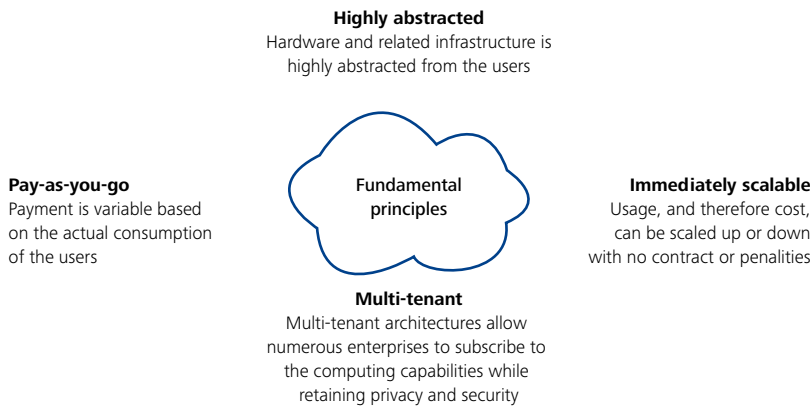 Highly abstracted
Hardware and related infrastructure is
highly abstracted from the users
Fundamental
principles
Pay-as-you-go
Payment is variable based
on the actual consumption
of the users
Immediately scalable
Usage, and therefore cost,
can be scaled up or down
with no contract or penalities
Multi-tenant
Multi-tenant architectures allow
numerous enterprises to subscribe to
the computing capabilities while
retaining privacy and security